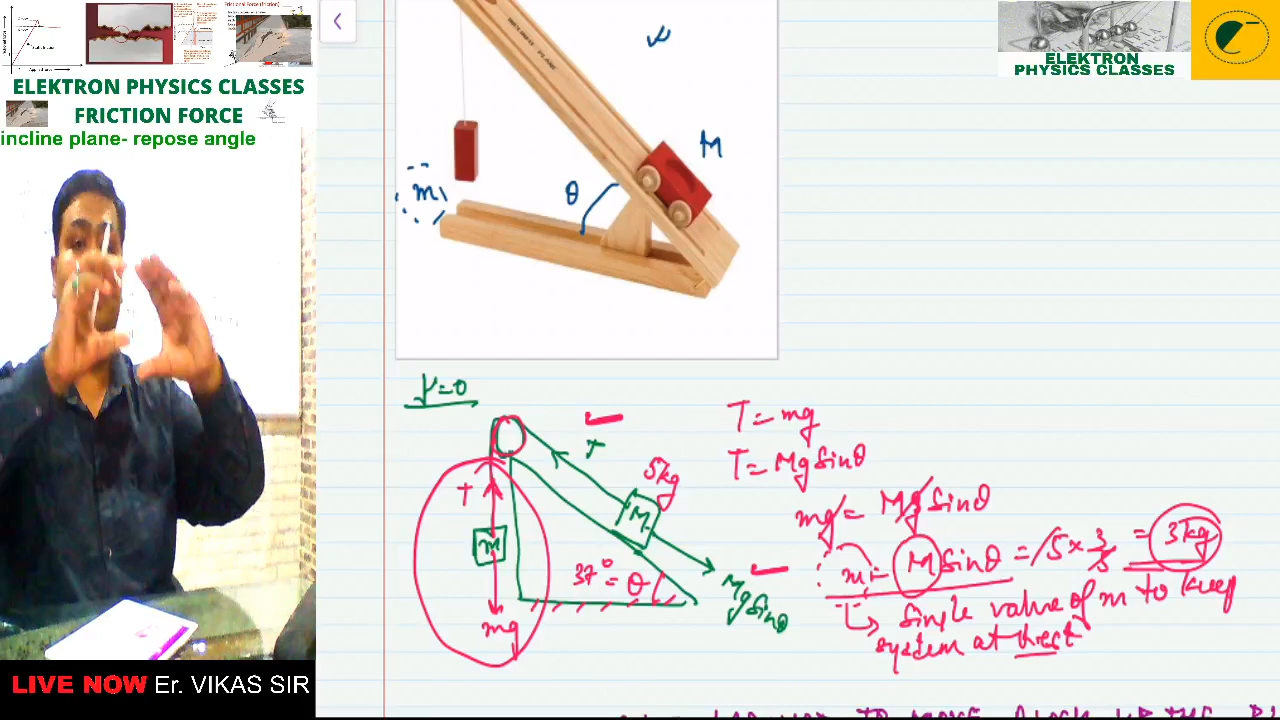 ELEKTRON PHYSICS CLASSES
FRICTION FORCE
incline plane- repose angle
ELEKTRON
PHYSICS CLASSES
μ
M
θ
m
μ=0
T
5kg
M
T
m
mg
37°=θ
Mg Sinθ
T = mg
T = Mg Sinθ
mg = Mg Sinθ
m = M Sinθ = 5 × 3/5 = 3kg
single value of m to keep
system at rest
LIVE NOW Er. VIKAS SIR